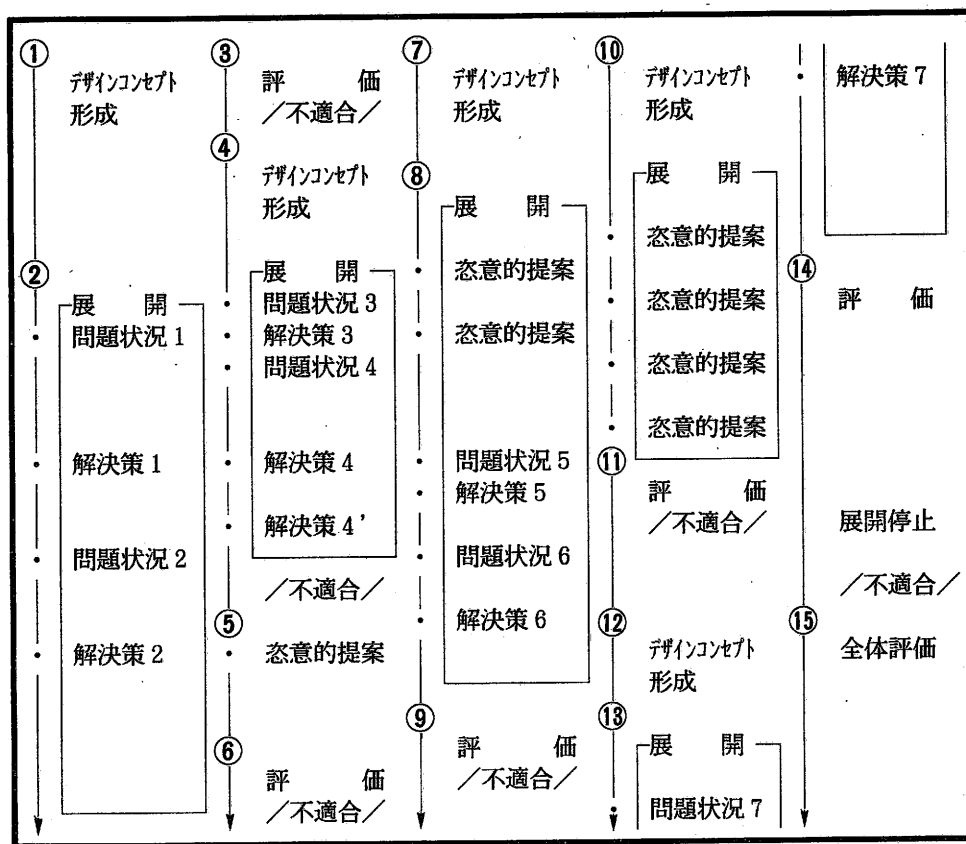 ①
デザインコンセプト
形成
②
展　開
問題状況1
解決策1
問題状況2
解決策2
③
評　価
／不適合／
④
デザインコンセプト
形成
展　開
問題状況3
解決策3
問題状況4
解決策4
解決策4'
／不適合／
⑤
恣意的提案
⑥
評　価
／不適合／
⑦
デザインコンセプト
形成
⑧
展　開
恣意的提案
恣意的提案
問題状況5
解決策5
問題状況6
解決策6
⑨
評　価
／不適合／
⑩
デザインコンセプト
形成
展　開
恣意的提案
恣意的提案
恣意的提案
恣意的提案
⑪
評　価
／不適合／
⑫
デザインコンセプト
形成
⑬
展　開
問題状況7
解決策7
⑭
評　価
展開停止
／不適合／
⑮
全体評価